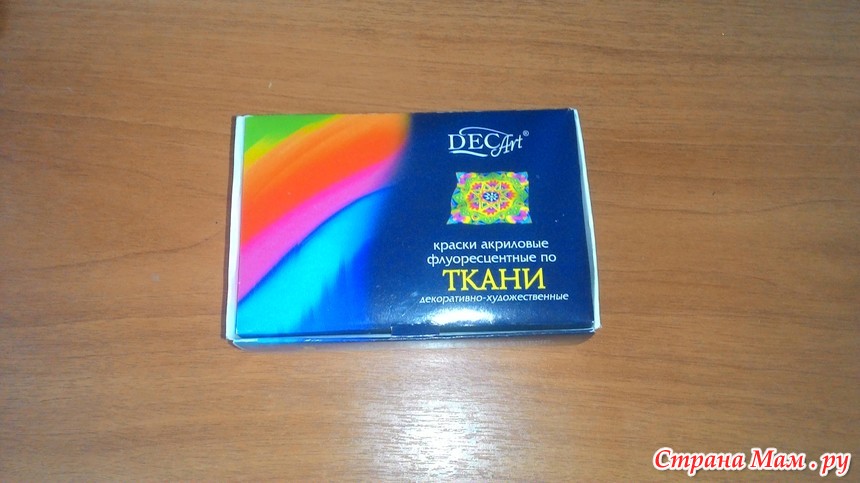 DECArt®
краски акриловые
флуоресцентные по
ТКАНИ
декоративно-художественные
Страна Мам.ру